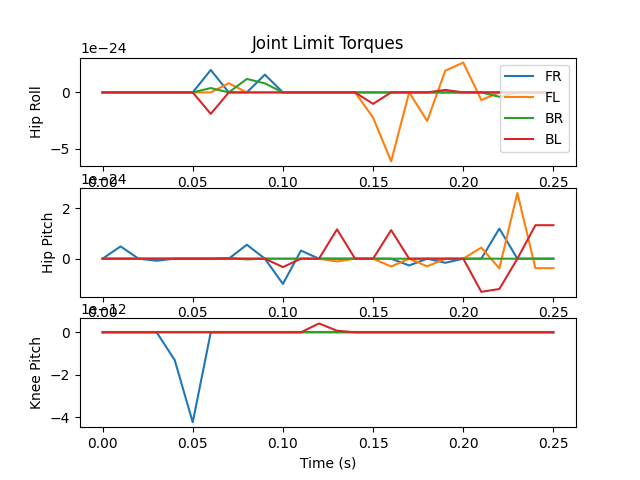 Joint Limit Torques
1e−24
0
−5
Hip Roll
FR
FL
BR
BL
0.00 0.05 0.10 0.15 0.20 0.25
1e−24
2
0
Hip Pitch
0.00 0.05 0.10 0.15 0.20 0.25
1e−12
0
−2
−4
Knee Pitch
0.00 0.05 0.10 0.15 0.20 0.25
Time (s)